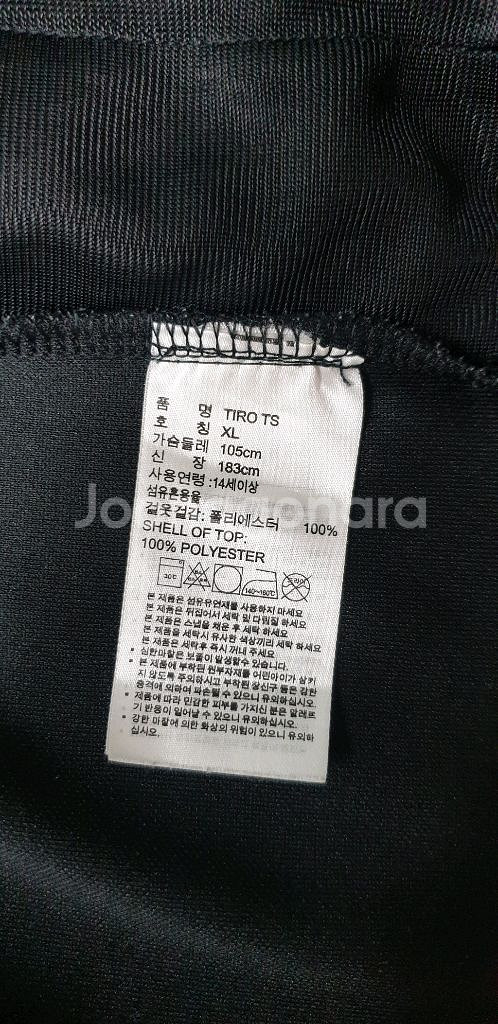 품 명 TIRO TS
호 칭 XL
가슴둘레 105cm
신 장 183cm
사용연령:14세이상
섬유혼용율
겉옷겉감: 폴리에스터 100%
SHELL OF TOP:
100% POLYESTER
30℃ 140~160℃ 드라이
본 제품은 섬유유연제를 사용하지 마세요
본 제품은 뒤집어서 세탁 및 다림질 하세요
본 제품은 스냅을 채운 후 세탁 하세요
본 제품을 세탁시 유사한 색상끼리 세탁 하세요
본 제품은 세탁후 즉시 꺼내 주세요
• 심한마찰은 보풀이 발생할수 있습니다.
• 본 제품에 부착된 원부자재를 어린아이가 삼키
지 않도록 주의하시고 부착된 장신구 등은 강한
충격에 의하여 파손될 수 있으니 유의하십시오.
• 제품에 따라 민감한 피부를 가지신 분은 알레르
기 반응이 일어날 수 있으니 유의하십시오.
• 강한 마찰에 의한 화상의 위험이 있으니 유의하
십시오.